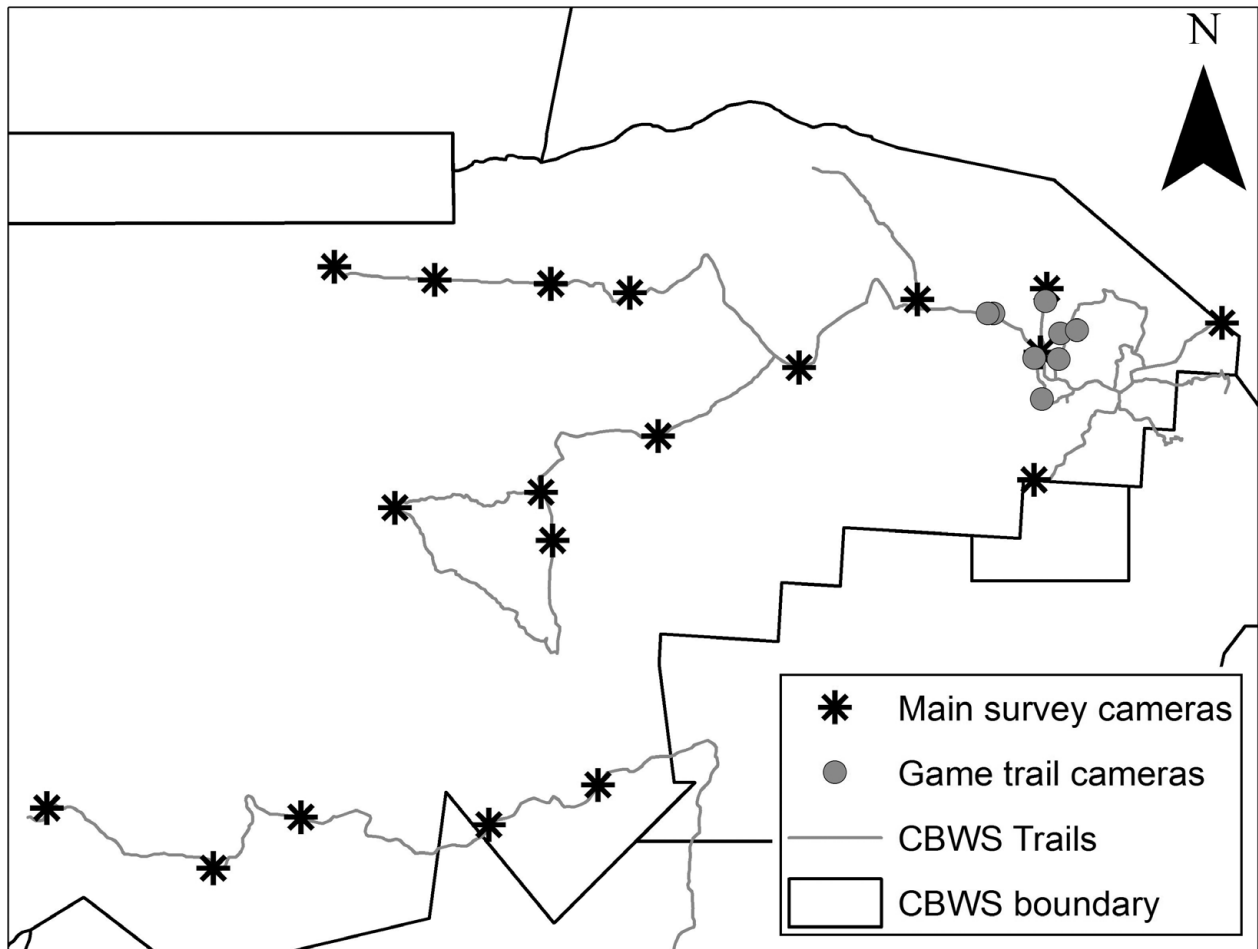 N
Main survey cameras
Game trail cameras
CBWS Trails
CBWS boundary